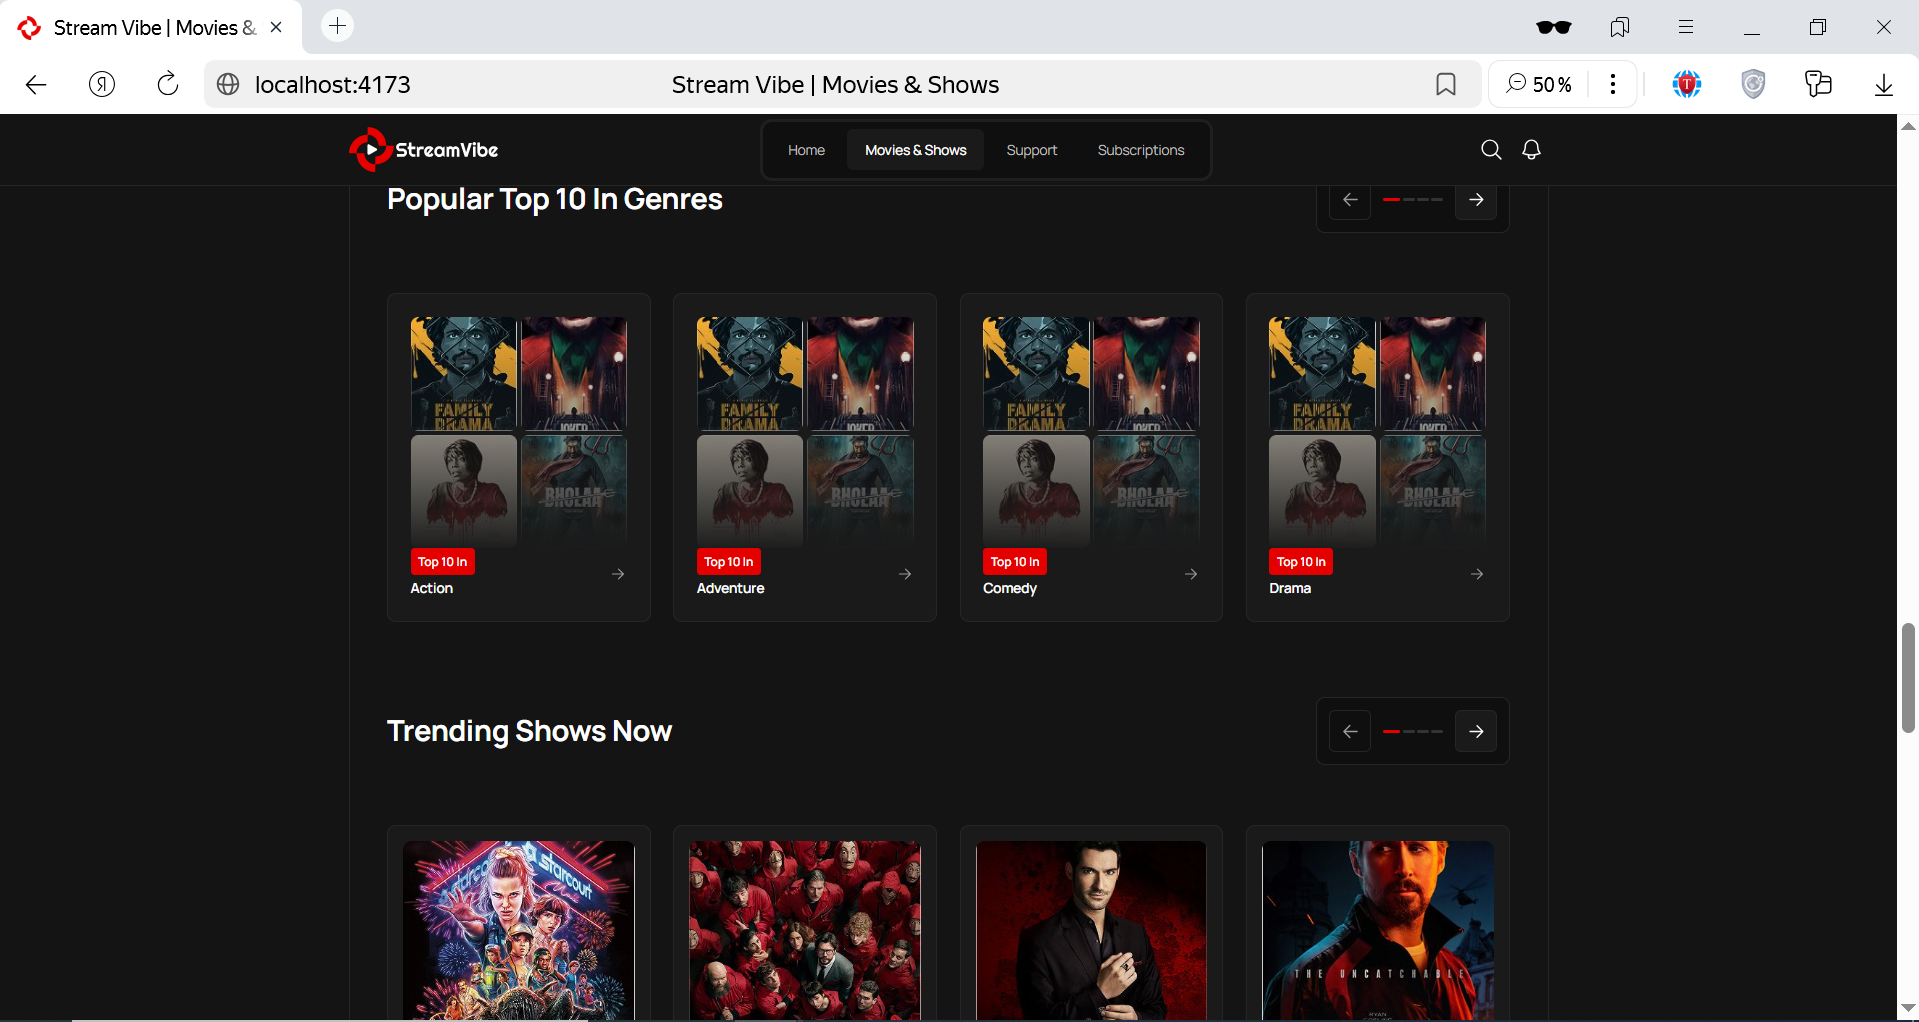 Stream Vibe | Movies &
localhost:4173
Stream Vibe | Movies & Shows
50%
StreamVibe
Home
Movies & Shows
Support
Subscriptions
Popular Top 10 In Genres
FAMILY
DRAMA
JOKER
BHOLAA
FAMILY
DRAMA
JOKER
BHOLAA
FAMILY
DRAMA
JOKER
BHOLAA
FAMILY
DRAMA
JOKER
BHOLAA
Top 10 In
Action
Top 10 In
Adventure
Top 10 In
Comedy
Top 10 In
Drama
Trending Shows Now
starcourt
THE UNCATCHABLE
RYAN